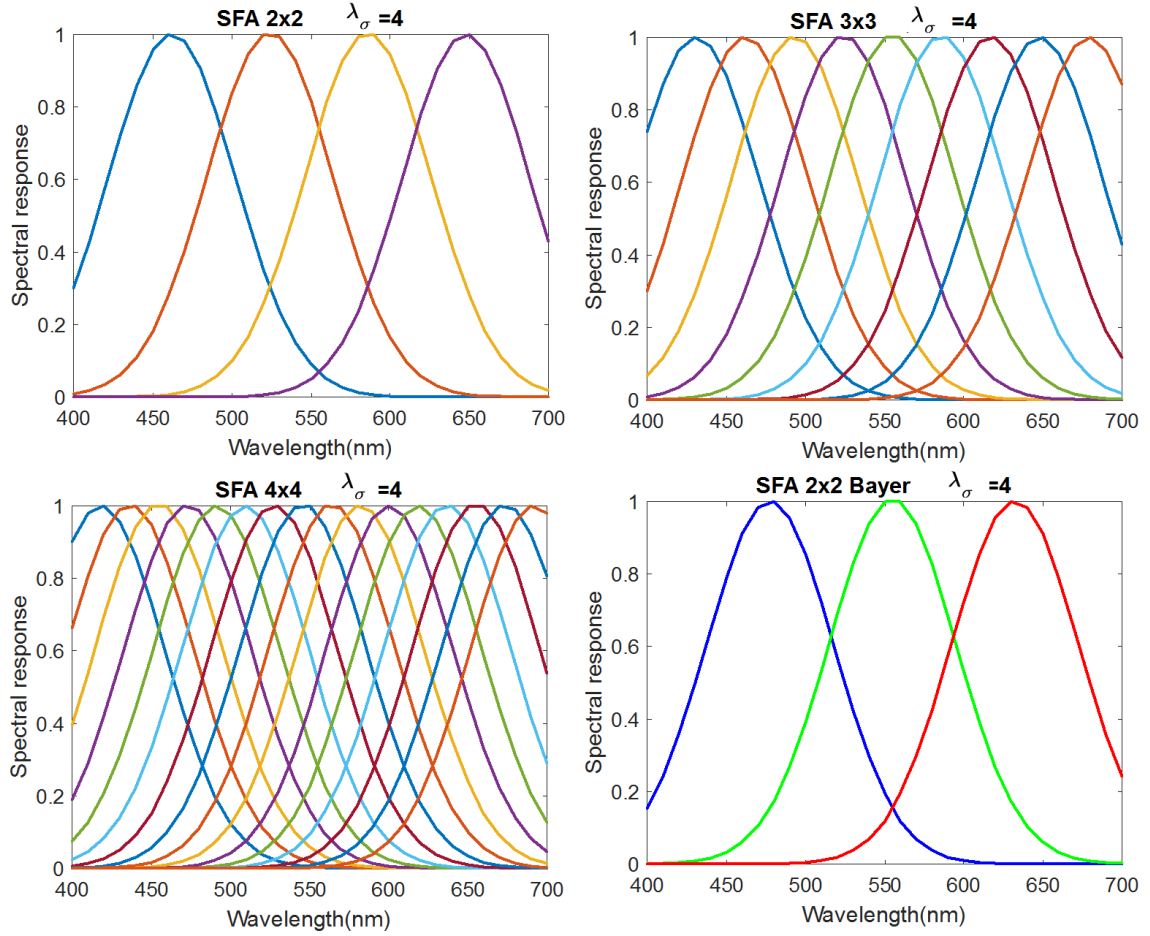 SFA 2x2 λσ =4
Spectral response
1
0.8
0.6
0.4
0.2
0
400 450 500 550 600 650 700
Wavelength(nm)
SFA 3x3 λσ =4
Spectral response
1
0.8
0.6
0.4
0.2
0
400 450 500 550 600 650 700
Wavelength(nm)
SFA 4x4 λσ =4
Spectral response
1
0.8
0.6
0.4
0.2
0
400 450 500 550 600 650 700
Wavelength(nm)
SFA 2x2 Bayer λσ =4
Spectral response
1
0.8
0.6
0.4
0.2
0
400 450 500 550 600 650 700
Wavelength(nm)